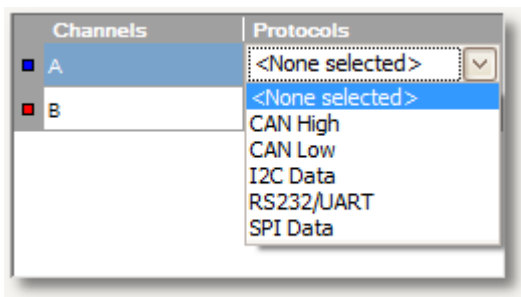 Channels Protocols
A <None selected>
<None selected>
B
CAN High
CAN Low
I2C Data
RS232/UART
SPI Data